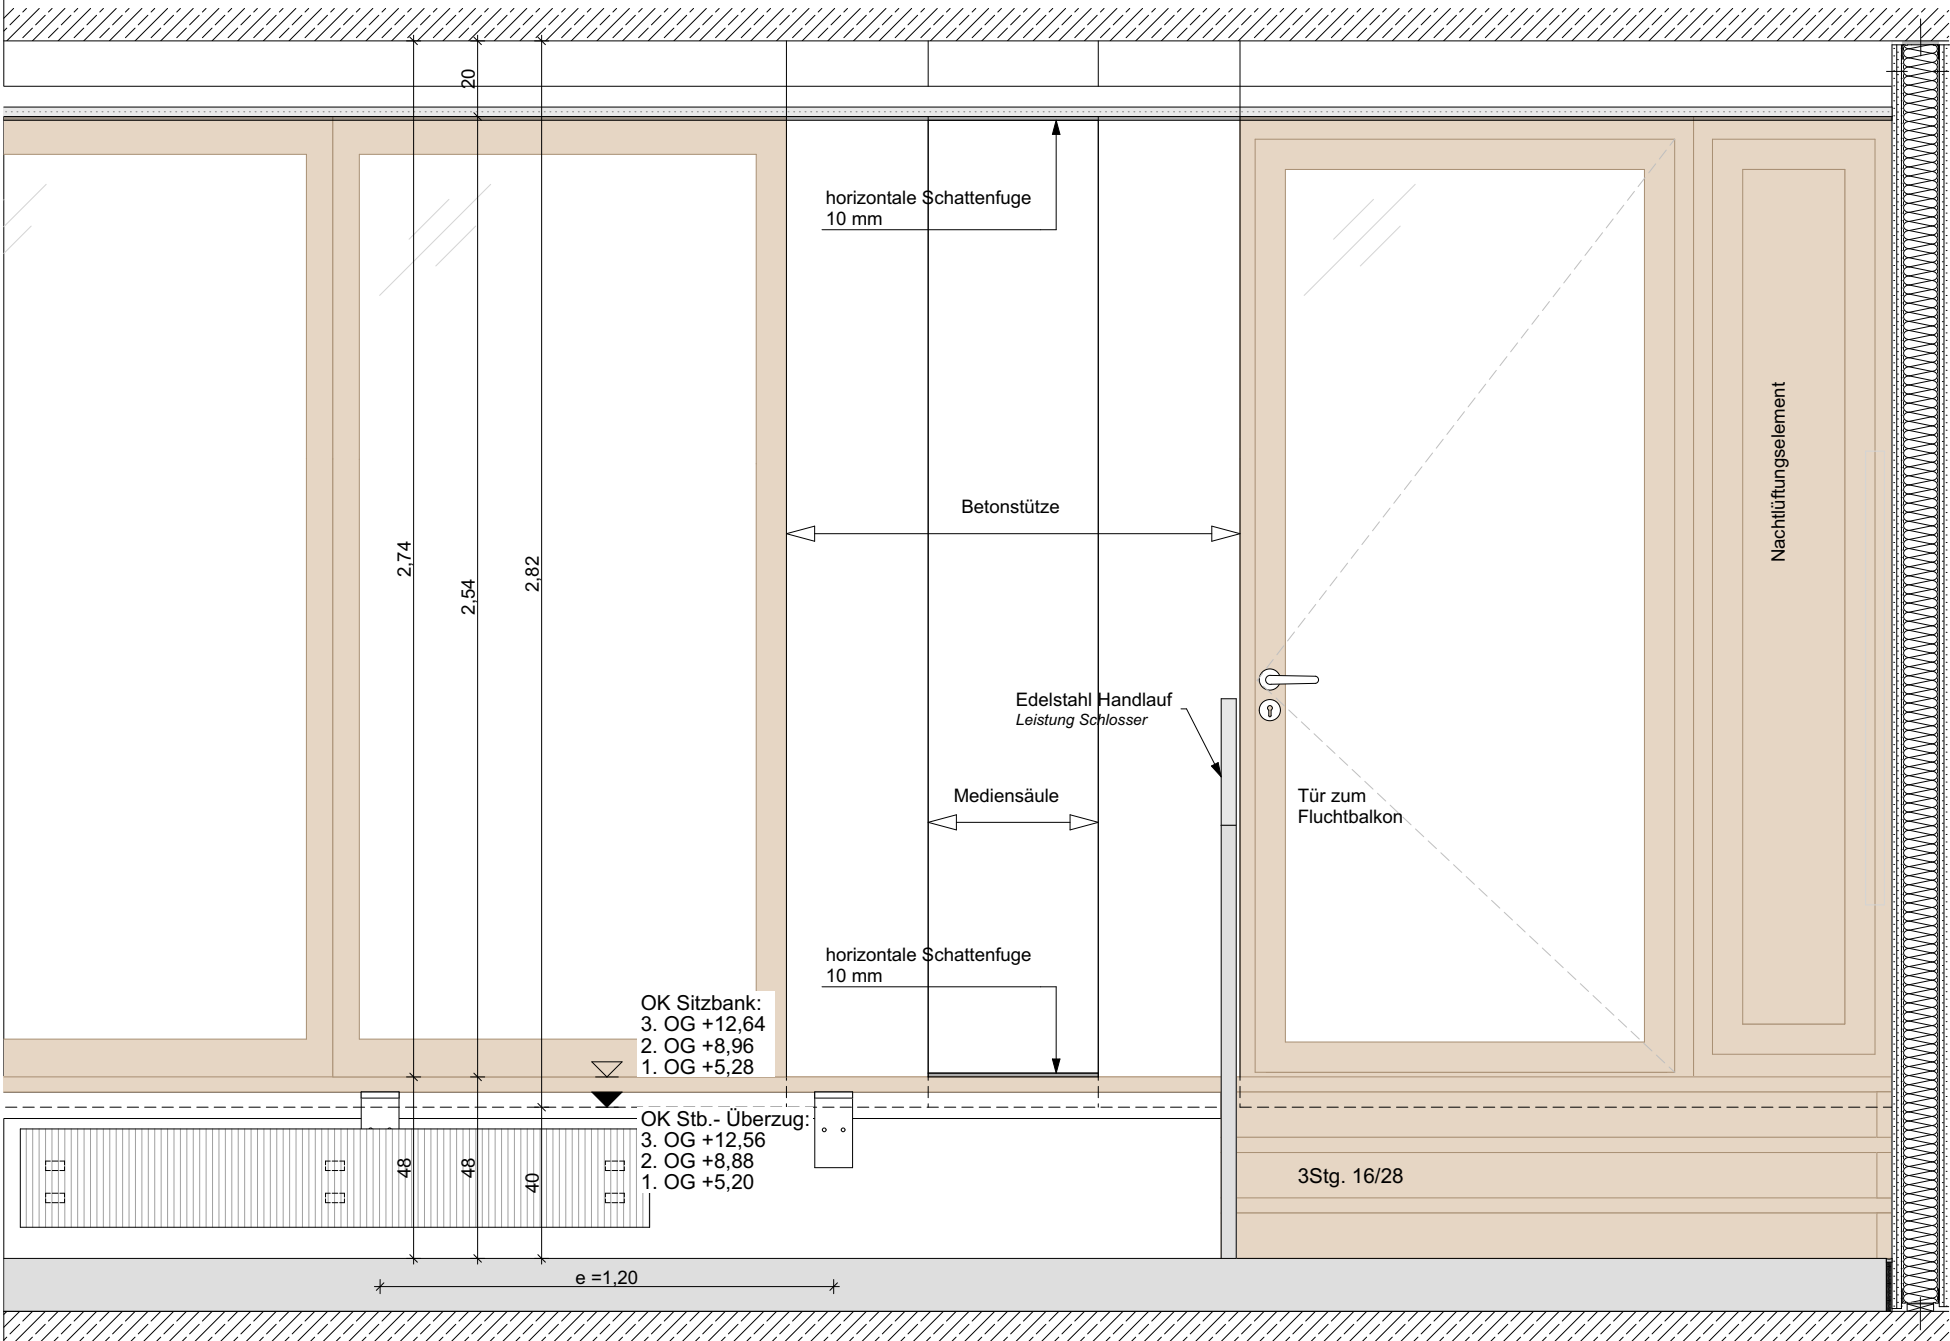 20
horizontale Schattenfuge
10 mm
Betonstütze
Nachtlüftungselement
2,74
2,54
2,82
Edelstahl Handlauf
Leistung Schlosser
Mediensäule
Tür zum
Fluchtbalkon
horizontale Schattenfuge
10 mm
OK Sitzbank:
3. OG +12,64
2. OG +8,96
1. OG +5,28
OK Stb.- Überzug:
3. OG +12,56
2. OG +8,88
1. OG +5,20
48
48
40
3Stg. 16/28
e =1,20